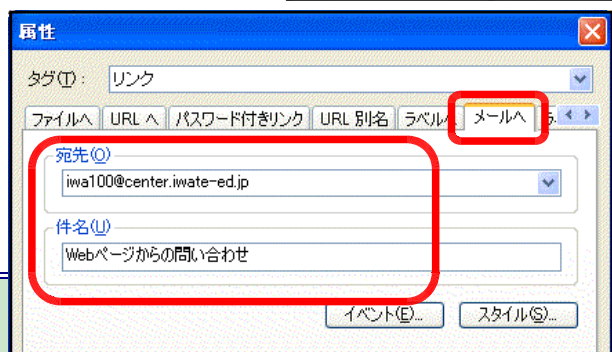 属性
タグ(T): リンク
ファイルへ URL へ パスワード付きリンク URL 別名 ラベルへ メールへ
宛先(O)
iwa100@center.iwate-ed.jp
件名(U)
Webページからの問い合わせ
イベント(E)... スタイル(S)...